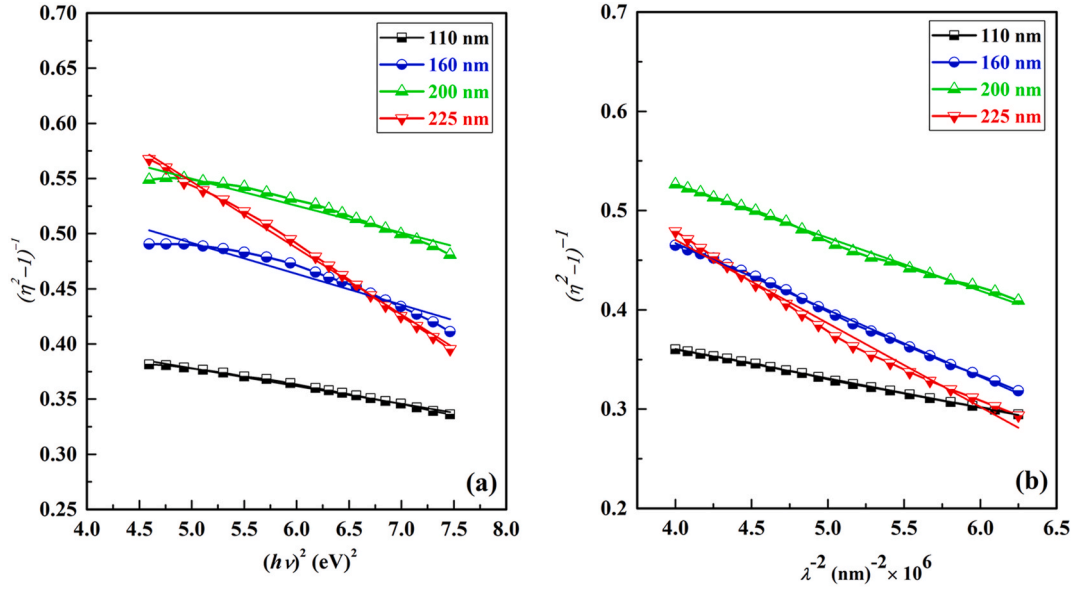 0.70
0.65
0.60
0.55
0.50
0.45
0.40
0.35
0.30
0.25
4.0 4.5 5.0 5.5 6.0 6.5 7.0 7.5 8.0
(η²-1)⁻¹
(hν)² (eV)²
110 nm
160 nm
200 nm
225 nm
(a)
0.7
0.6
0.5
0.4
0.3
0.2
4.0 4.5 5.0 5.5 6.0 6.5
(η²-1)⁻¹
λ⁻² (nm)⁻² × 10⁶
110 nm
160 nm
200 nm
225 nm
(b)